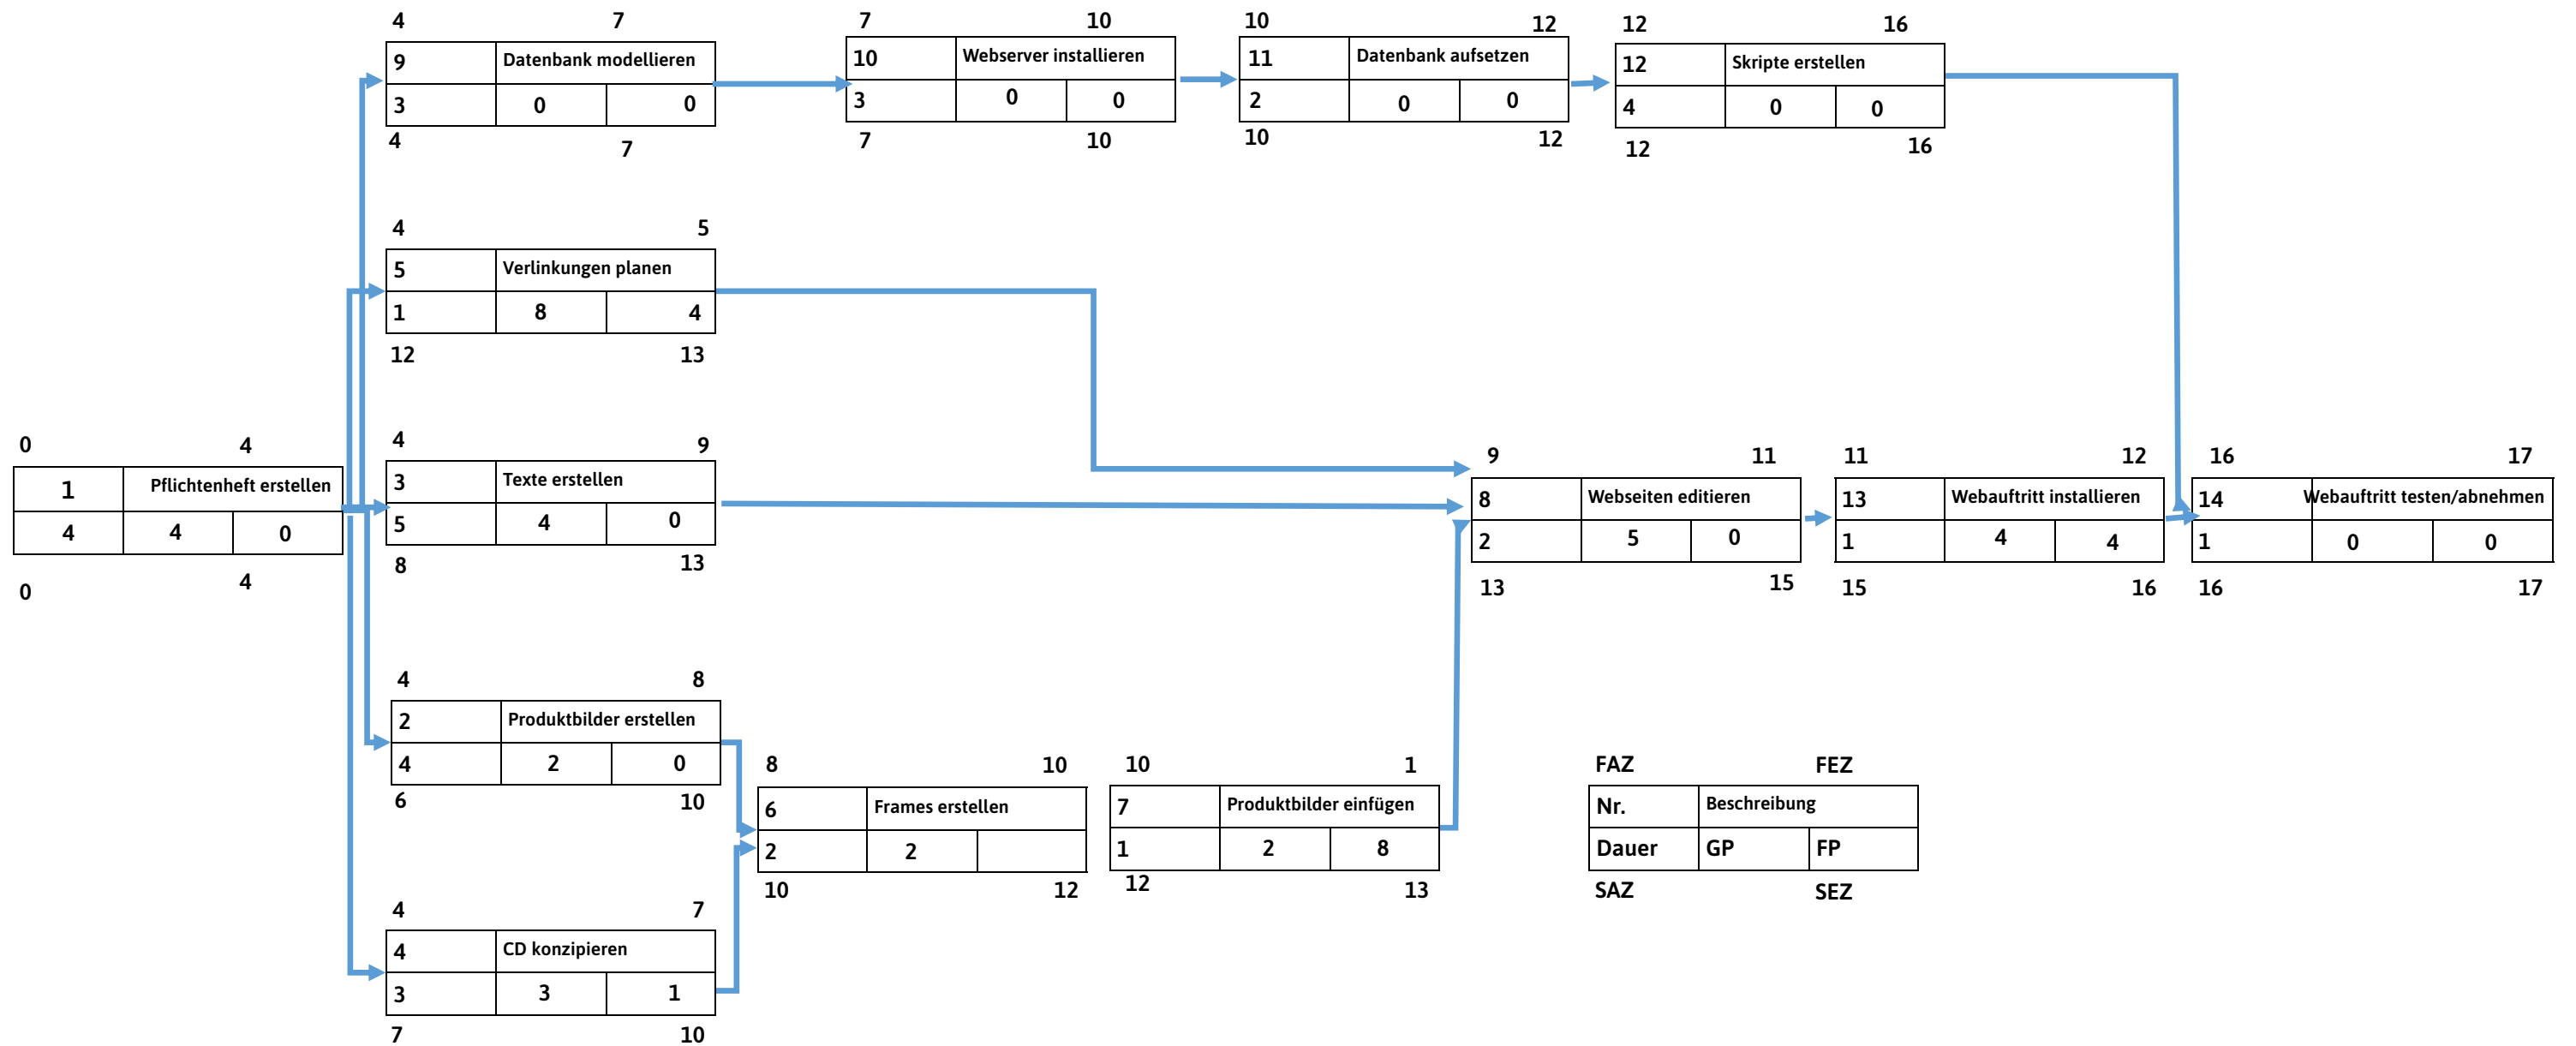 4 7
9 Datenbank modellieren
3 0 0
4 7
7 10
10 Webserver installieren
3 0 0
7 10
10 12
11 Datenbank aufsetzen
2 0 0
10 12
12 16
12 Skripte erstellen
4 0 0
12 16
4 5
5 Verlinkungen planen
1 8 4
12 13
0 4
1 Pflichtenheft erstellen
4 4 0
0 4
4 9
3 Texte erstellen
5 4 0
8 13
9 11
8 Webseiten editieren
2 5 0
13 15
11 12
13 Webauftritt installieren
1 4 4
15 16
16 17
14 Webauftritt testen/abnehmen
1 0 0
16 17
4 8
2 Produktbilder erstellen
4 2 0
6 10
8 10
6 Frames erstellen
2 2
10 12
10 1
7 Produktbilder einfügen
1 2 8
12 13
FAZ FEZ
Nr. Beschreibung
Dauer GP FP
SAZ SEZ
4 7
4 CD konzipieren
3 3 1
7 10